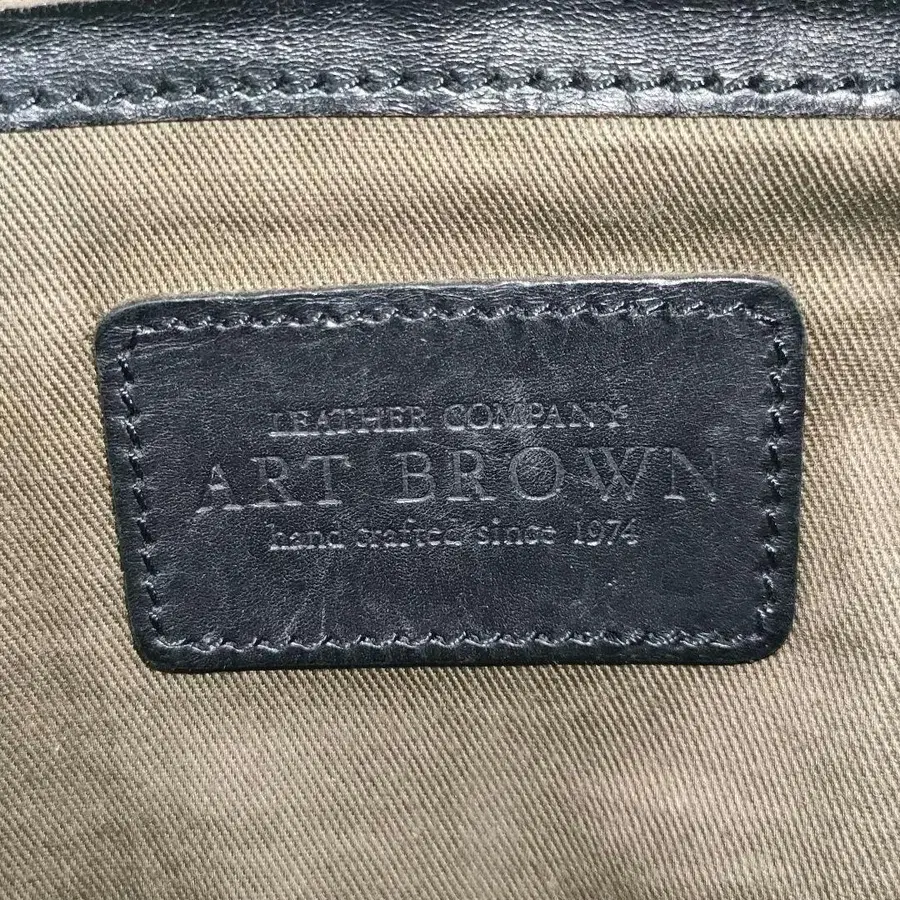 LEATHER COMPANY
ART BROWN
hand crafted since 1974